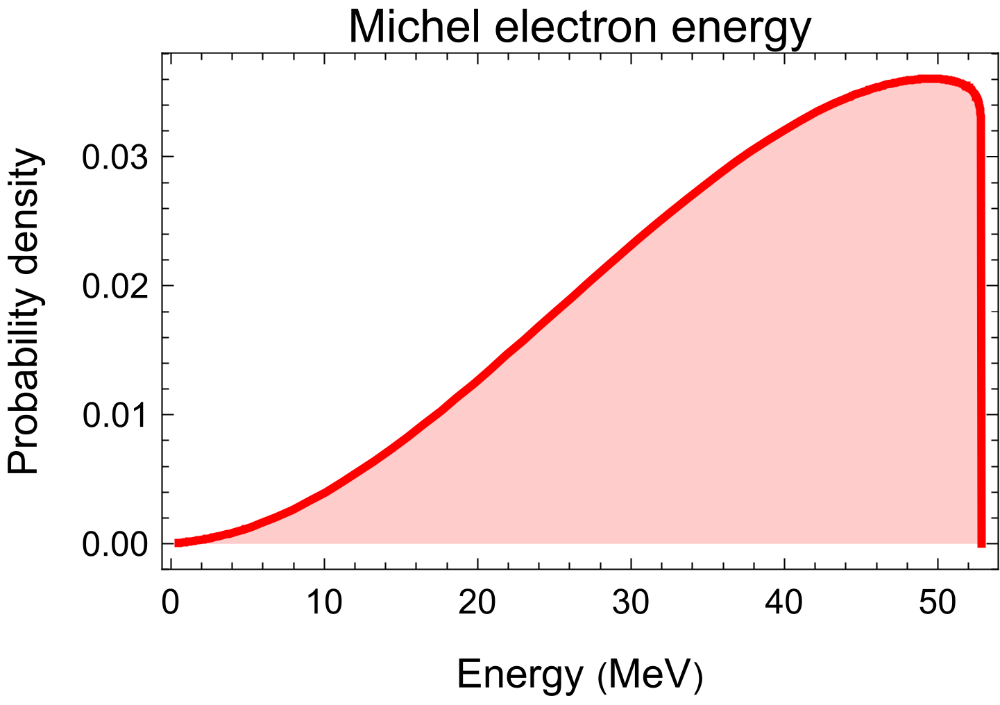 Michel electron energy
Probability density
0.03
0.02
0.01
0.00
0 10 20 30 40 50
Energy (MeV)